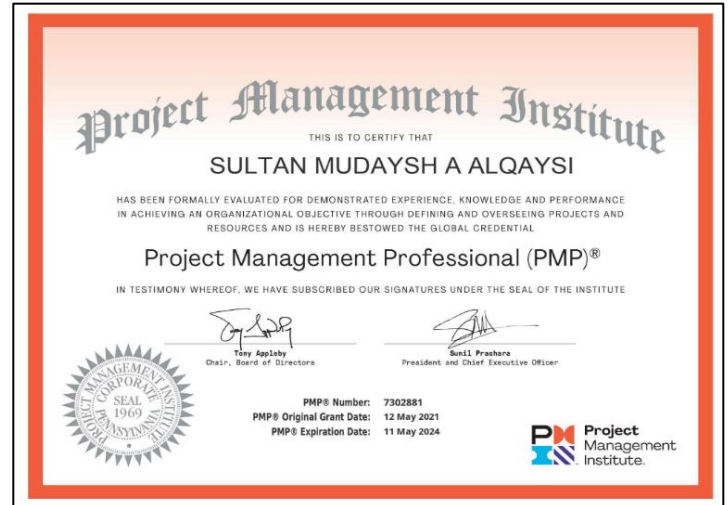 Project Management Institute
THIS IS TO CERTIFY THAT
SULTAN MUDAYSH A ALQAYSI
HAS BEEN FORMALLY EVALUATED FOR DEMONSTRATED EXPERIENCE, KNOWLEDGE AND PERFORMANCE
IN ACHIEVING AN ORGANIZATIONAL OBJECTIVE THROUGH DEFINING AND OVERSEEING PROJECTS AND
RESOURCES AND IS HEREBY BESTOWED THE GLOBAL CREDENTIAL
Project Management Professional (PMP)®
IN TESTIMONY WHEREOF, WE HAVE SUBSCRIBED OUR SIGNATURES UNDER THE SEAL OF THE INSTITUTE
Tony Appleby
Chair, Board of Directors
Sunil Prashara
President and Chief Executive Officer
PROJECT MANAGEMENT INSTITUTE
PENNSYLVANIA
CORPORATE
SEAL
1969
PMP® Number: 7302881
PMP® Original Grant Date: 12 May 2021
PMP® Expiration Date: 11 May 2024
Project
Management
Institute.